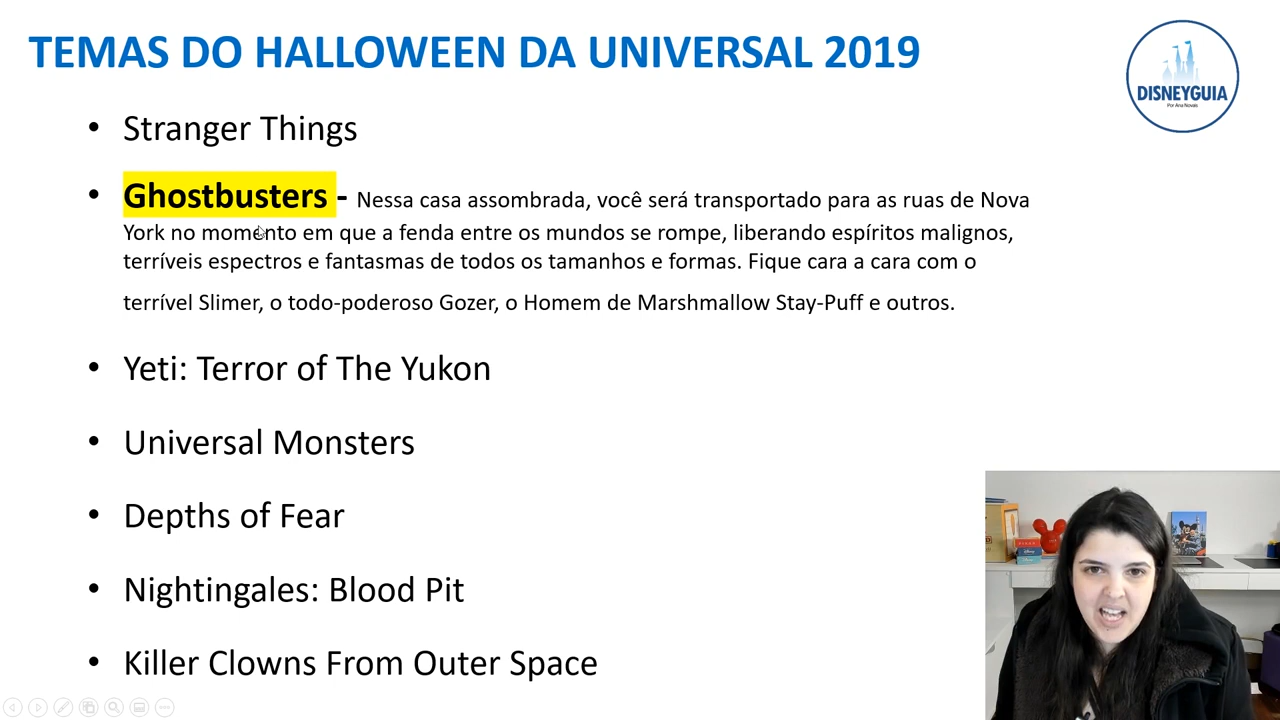 TEMAS DO HALLOWEEN DA UNIVERSAL 2019
DISNEYGUIA
Por Ana Novais
• Stranger Things
• Ghostbusters - Nessa casa assombrada, você será transportado para as ruas de Nova
York no momento em que a fenda entre os mundos se rompe, liberando espíritos malignos,
terríveis espectros e fantasmas de todos os tamanhos e formas. Fique cara a cara com o
terrível Slimer, o todo-poderoso Gozer, o Homem de Marshmallow Stay-Puff e outros.
• Yeti: Terror of The Yukon
• Universal Monsters
• Depths of Fear
• Nightingales: Blood Pit
• Killer Clowns From Outer Space